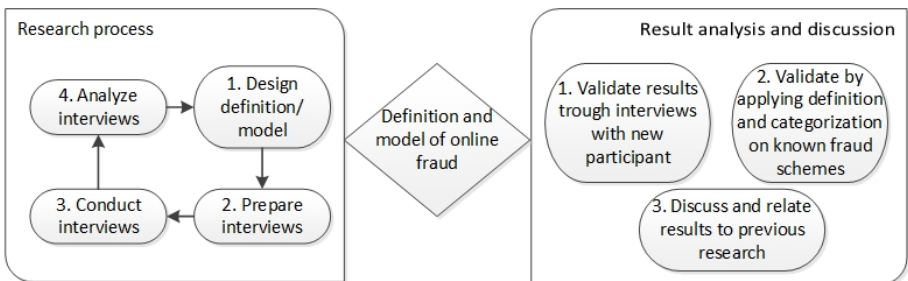 Research process
1. Design
definition/
model
2. Prepare
interviews
3. Conduct
interviews
4. Analyze
interviews
Definition and
model of online
fraud
Result analysis and discussion
1. Validate results
trough interviews
with new
participant
2. Validate by
applying definition
and categorization
on known fraud
schemes
3. Discuss and relate
results to previous
research